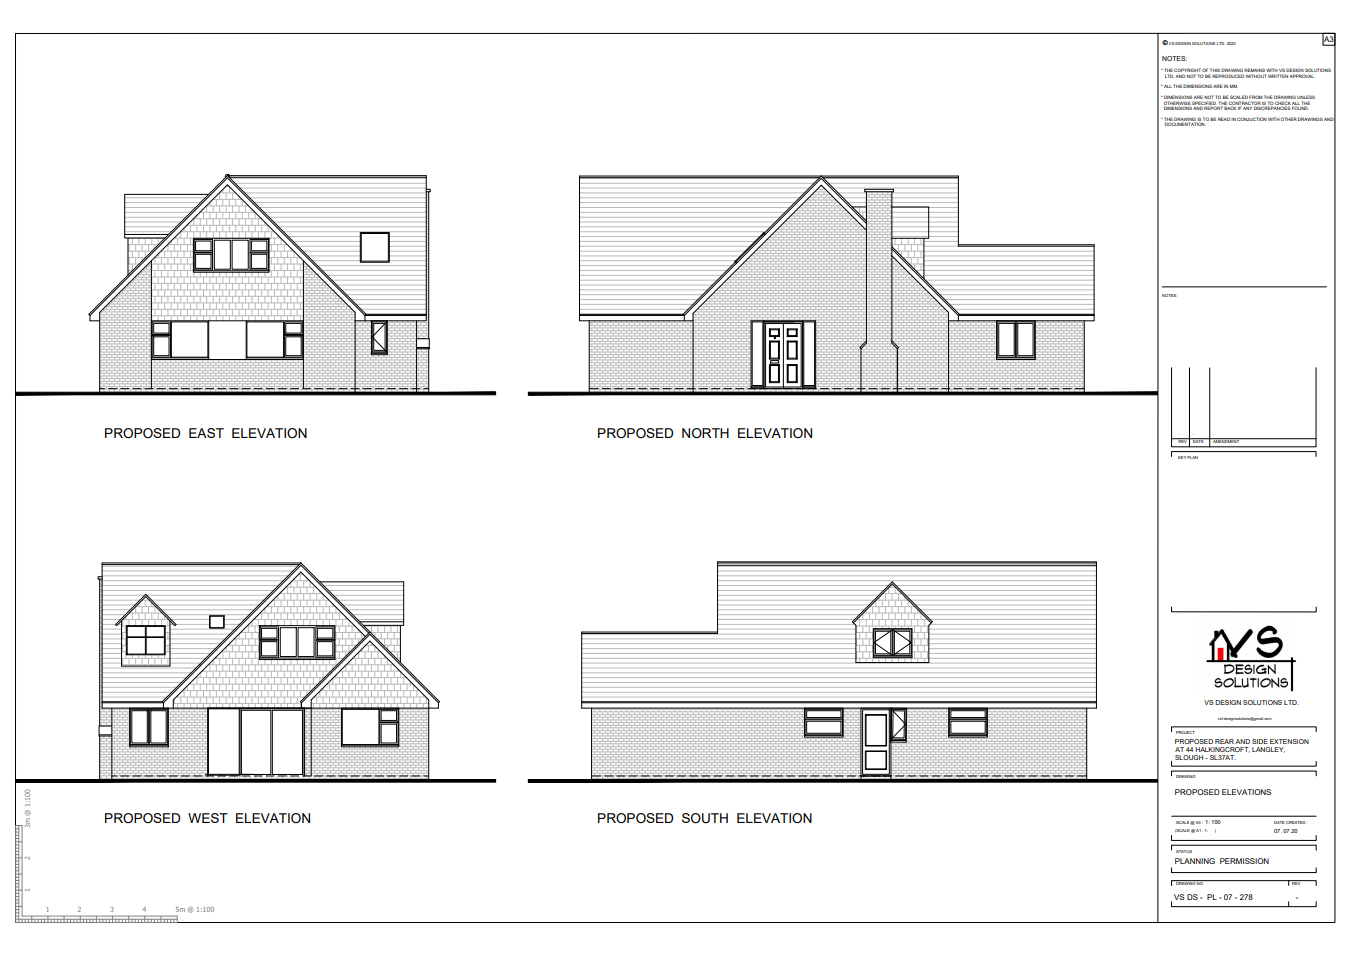 PROPOSED EAST ELEVATION
PROPOSED NORTH ELEVATION
PROPOSED WEST ELEVATION
PROPOSED SOUTH ELEVATION
3m @ 1:100
2
1
1 2 3 4 5m @ 1:100
A3
© VS DESIGN SOLUTIONS LTD. 2020
NOTES:
* THE COPYRIGHT OF THIS DRAWING REMAINS WITH VS DESIGN SOLUTIONS
LTD. AND NOT TO BE REPRODUCED WITHOUT WRITTEN APPROVAL.
* ALL THE DIMENSIONS ARE IN MM.
* DIMENSIONS ARE NOT TO BE SCALED FROM THE DRAWING UNLESS
OTHERWISE SPECIFIED. THE CONTRACTOR IS TO CHECK ALL THE
DIMENSIONS AND REPORT BACK IF ANY DISCREPANCIES FOUND.
* THE DRAWING IS TO BE READ IN CONJUCTION WITH OTHER DRAWINGS AND
DOCUMENTATION.
NOTES:
REV DATE AMENDMENT
KEY PLAN
VS
DESIGN
SOLUTIONS
VS DESIGN SOLUTIONS LTD.
vsf.designsolutions@gmail.com
PROJECT
PROPOSED REAR AND SIDE EXTENSION
AT 44 HALKINGCROFT, LANGLEY,
SLOUGH - SL37AT.
DRAWING
PROPOSED ELEVATIONS
SCALE @ A3 : 1 : 100 DATE CREATED :
(SCALE @ A1 : 1: ) 07 . 07 .20
STATUS
PLANNING PERMISSION
DRAWING NO. REV
VS DS - PL - 07 - 278 -